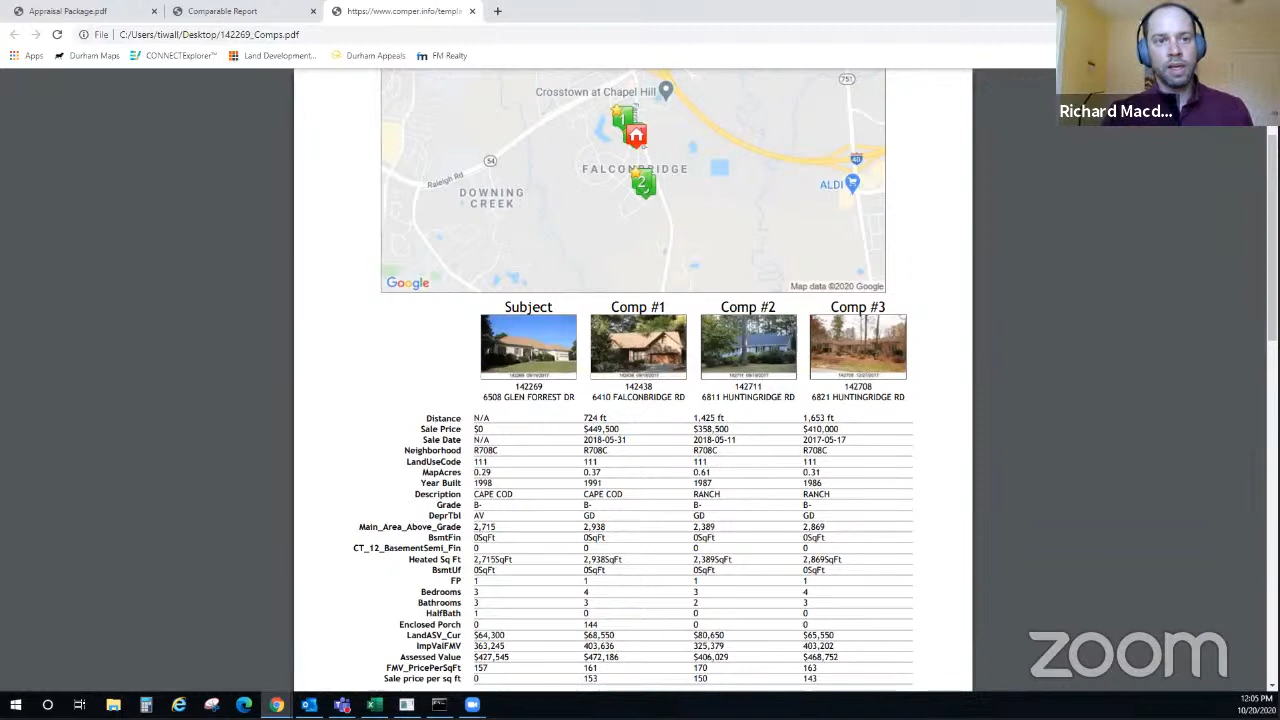 Appraisal Package.pdf
Comparable Report
https://www.comper.info/templa
File
C:/Users/tiwall/Desktop/142269_Comps.pdf
Apps
Durham Maps
CONNECTExplorer™
Land Development...
Durham Appeals
fm FM Realty
Richard Macd...
Crosstown at Chapel Hill
751
54
Raleigh Rd
FALCONBRIDGE
40
ALDI
DOWNING
CREEK
1
2
Google
Map data ©2020 Google
Subject Comp #1 Comp #2 Comp #3
142269 142438 142711 142708
6508 GLEN FORREST DR 6410 FALCONBRIDGE RD 6811 HUNTINGRIDGE RD 6821 HUNTINGRIDGE RD
Distance N/A 724 ft 1,425 ft 1,653 ft
Sale Price $0 $449,500 $358,500 $410,000
Sale Date N/A 2018-05-31 2018-05-11 2017-05-17
Neighborhood R708C R708C R708C R708C
LandUseCode 111 111 111 111
MapAcres 0.29 0.37 0.61 0.31
Year Built 1998 1991 1987 1986
Description CAPE COD CAPE COD RANCH RANCH
Grade B- B- B- B-
DeprTbl AV GD GD GD
Main_Area_Above_Grade 2,715 2,938 2,389 2,869
BsmtFin 0SqFt 0SqFt 0SqFt 0SqFt
CT_12_BasementSemi_Fin 0 0 0 0
Heated Sq Ft 2,715SqFt 2,938SqFt 2,389SqFt 2,869SqFt
BsmtUf 0SqFt 0SqFt 0SqFt 0SqFt
FP 1 1 1 1
Bedrooms 3 4 3 4
Bathrooms 3 3 2 3
HalfBath 1 0 0 0
Enclosed Porch 0 144 0 0
LandASV_Cur $64,300 $68,550 $80,650 $65,550
ImpValFMV 363,245 403,636 325,379 403,202
Assessed Value $427,545 $472,186 $406,029 $468,752
FMV_PricePerSqFt 157 161 170 163
Sale price per sq ft 0 153 150 143
zoom
12:05 PM
10/20/2020